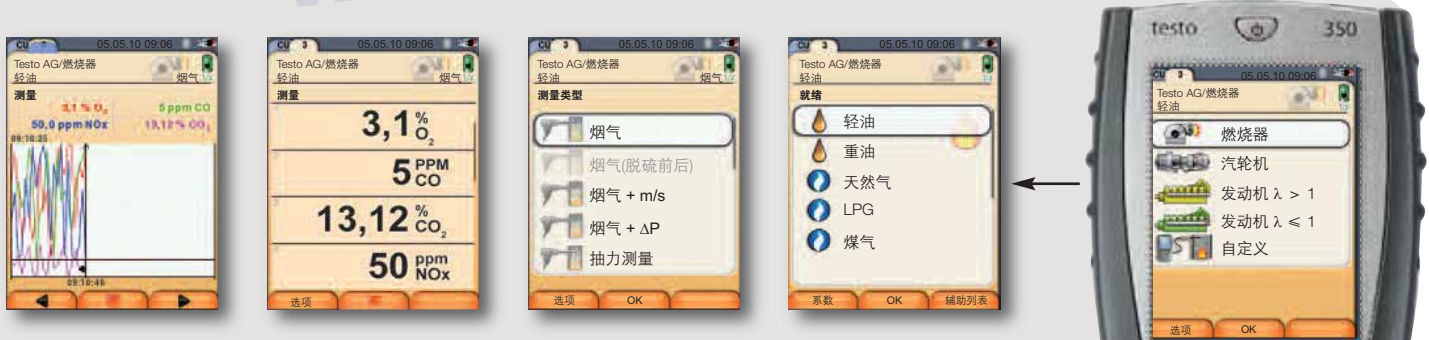 CU
05.05.10 09:06
Testo AG/燃烧器
轻油
烟气
测量
3,1 % O₂
5 ppm CO
50,0 ppm NOx
13,12 % CO₂
09:10:25
09:10:46
CU 3
05.05.10 09:06
Testo AG/燃烧器
轻油
烟气
测量
3,1 % O₂
5 PPM CO
13,12 % CO₂
50 ppm NOx
选项
CU 3
05.05.10 09:06
Testo AG/燃烧器
轻油
烟气
测量类型
烟气
烟气(脱硫前后)
烟气 + m/s
烟气 + ΔP
抽力测量
选项 OK
CU 3
05.05.10 09:06
Testo AG/燃烧器
轻油
就绪
轻油
重油
天然气
LPG
煤气
系数 OK 辅助列表
testo 350
CU 3
05.05.10 09:06
Testo AG/燃烧器
轻油
燃烧器
汽轮机
发动机 λ > 1
发动机 λ ≤ 1
自定义
选项 OK